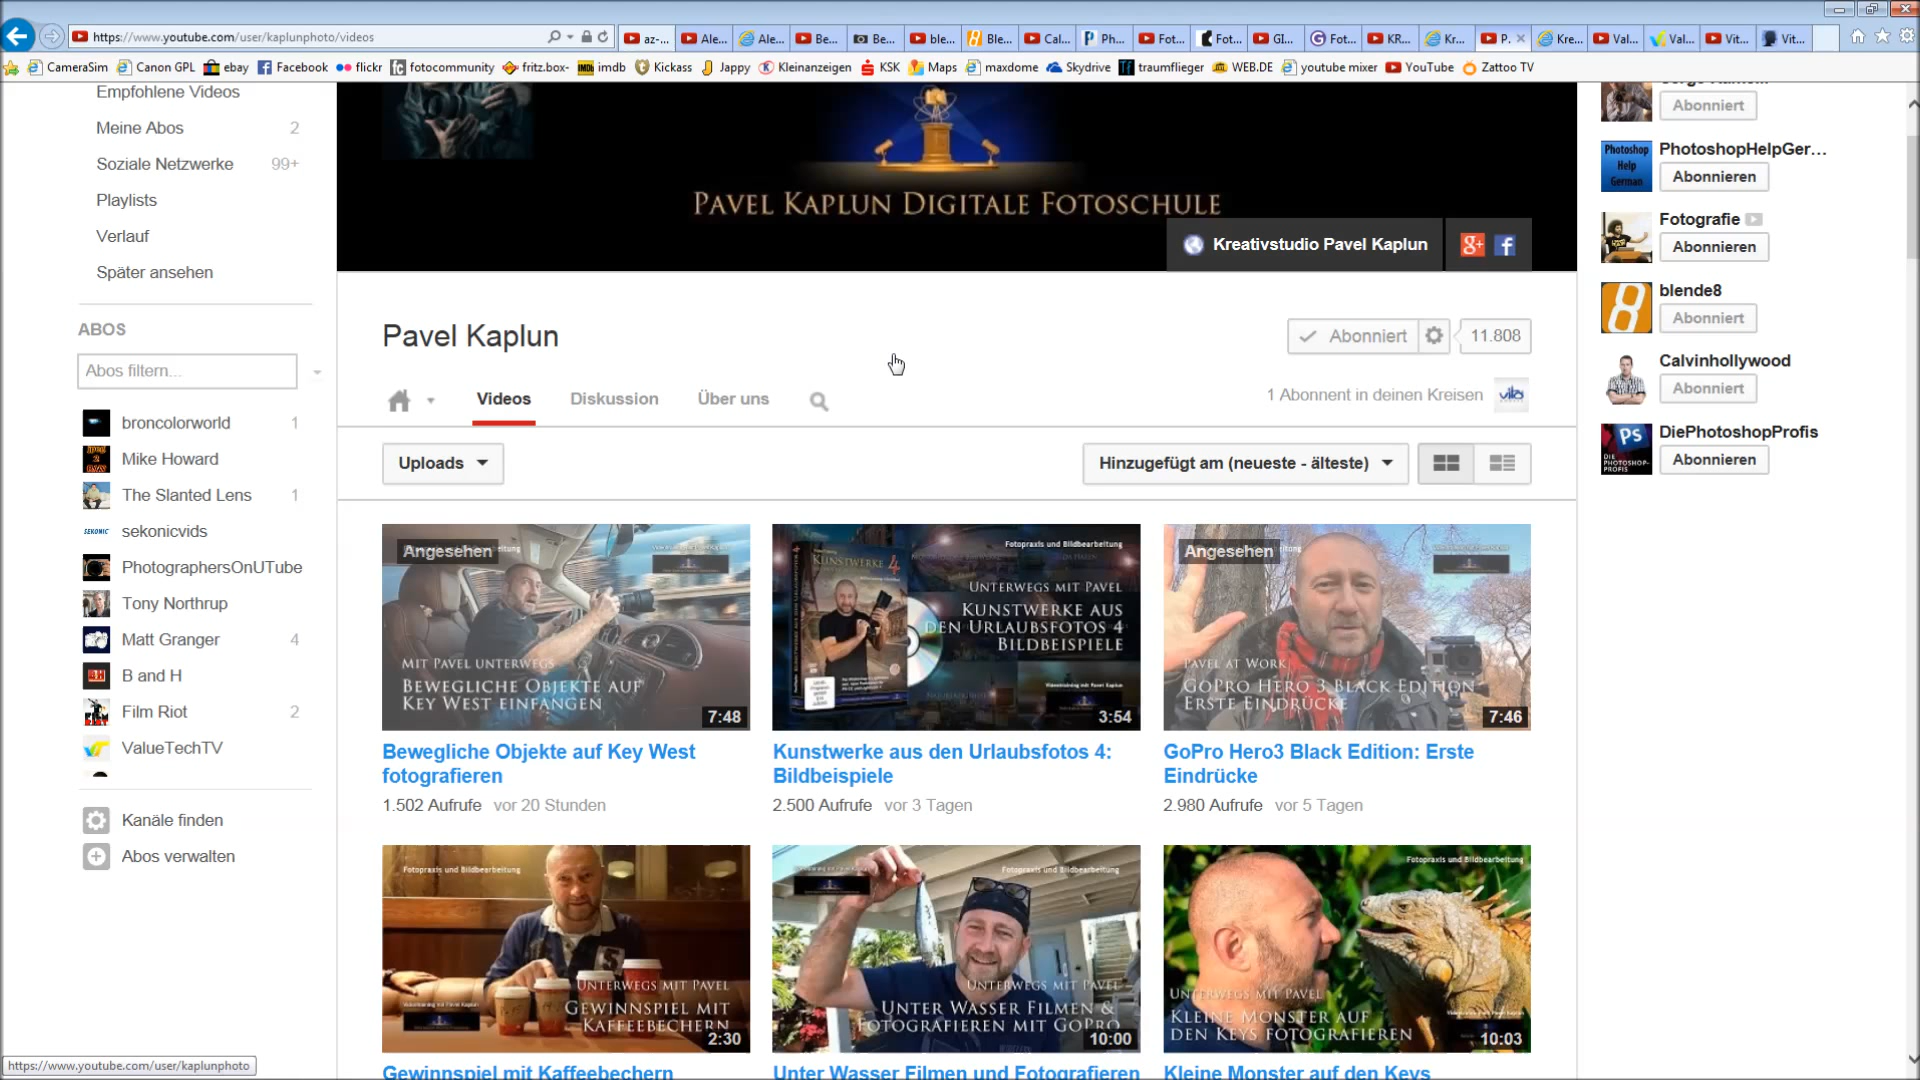 https://www.youtube.com/user/kaplunphoto/videos
az-...
Ale...
Ale...
Be...
Be...
ble...
Ble...
Cal...
Ph...
Fot...
Fot...
Gl...
Fot...
KR...
Kr...
P...
Kre...
Val...
Val...
Vit...
Vit...
CameraSim
Canon GPL
ebay
Facebook
flickr
fotocommunity
fritz.box-
imdb
Kickass
Jappy
Kleinanzeigen
KSK
Maps
maxdome
Skydrive
traumflieger
WEB.DE
youtube mixer
YouTube
Zattoo TV
Empfohlene Videos
Meine Abos 2
Soziale Netzwerke 99+
Playlists
Verlauf
Später ansehen
ABOS
Abos filtern...
broncolorworld 1
Mike Howard
The Slanted Lens 1
SEKONIC
sekonicvids
PhotographersOnUTube
Tony Northrup
Matt Granger 4
B and H
Film Riot 2
ValueTechTV
Kanäle finden
Abos verwalten
https://www.youtube.com/user/kaplunphoto
PAVEL KAPLUN DIGITALE FOTOSCHULE
Kreativstudio Pavel Kaplun
Pavel Kaplun
Abonniert
11.808
Videos
Diskussion
Über uns
1 Abonnent in deinen Kreisen
Uploads
Hinzugefügt am (neueste - älteste)
Angesehen
MIT PAVEL UNTERWEGS
BEWEGLICHE OBJEKTE AUF
KEY WEST EINFANGEN
7:48
Bewegliche Objekte auf Key West
fotografieren
1.502 Aufrufe vor 20 Stunden
Fotopraxis und Bildbearbeitung
KUNSTWERKE 4
UNTERWEGS MIT PAVEL
KUNSTWERKE AUS
DEN URLAUBSFOTOS 4
BILDBEISPIELE
3:54
Kunstwerke aus den Urlaubsfotos 4:
Bildbeispiele
2.500 Aufrufe vor 3 Tagen
Angesehen
PAVEL AT WORK
GOPRO HERO 3 BLACK EDITION
ERSTE EINDRÜCKE
7:46
GoPro Hero3 Black Edition: Erste
Eindrücke
2.980 Aufrufe vor 5 Tagen
Fotopraxis und Bildbearbeitung
UNTERWEGS MIT PAVEL
GEWINNSPIEL MIT
KAFFEEBECHERN
2:30
Gewinnspiel mit Kaffeebechern
Fotopraxis und Bildbearbeitung
UNTERWEGS MIT PAVEL
UNTER WASSER FILMEN &
FOTOGRAFIEREN MIT GOPRO
10:00
Unter Wasser Filmen und Fotografieren
Fotopraxis und Bildbearbeitung
UNTERWEGS MIT PAVEL
KLEINE MONSTER AUF
DEN KEYS FOTOGRAFIEREN
10:03
Kleine Monster auf den Keys
Abonniert
Photoshop
Help
German
PhotoshopHelpGer...
Abonnieren
Fotografie
Abonnieren
blende8
Abonniert
Calvinhollywood
Abonniert
PS
DIE
PHOTOSHOP-
PROFIS
DiePhotoshopProfis
Abonnieren